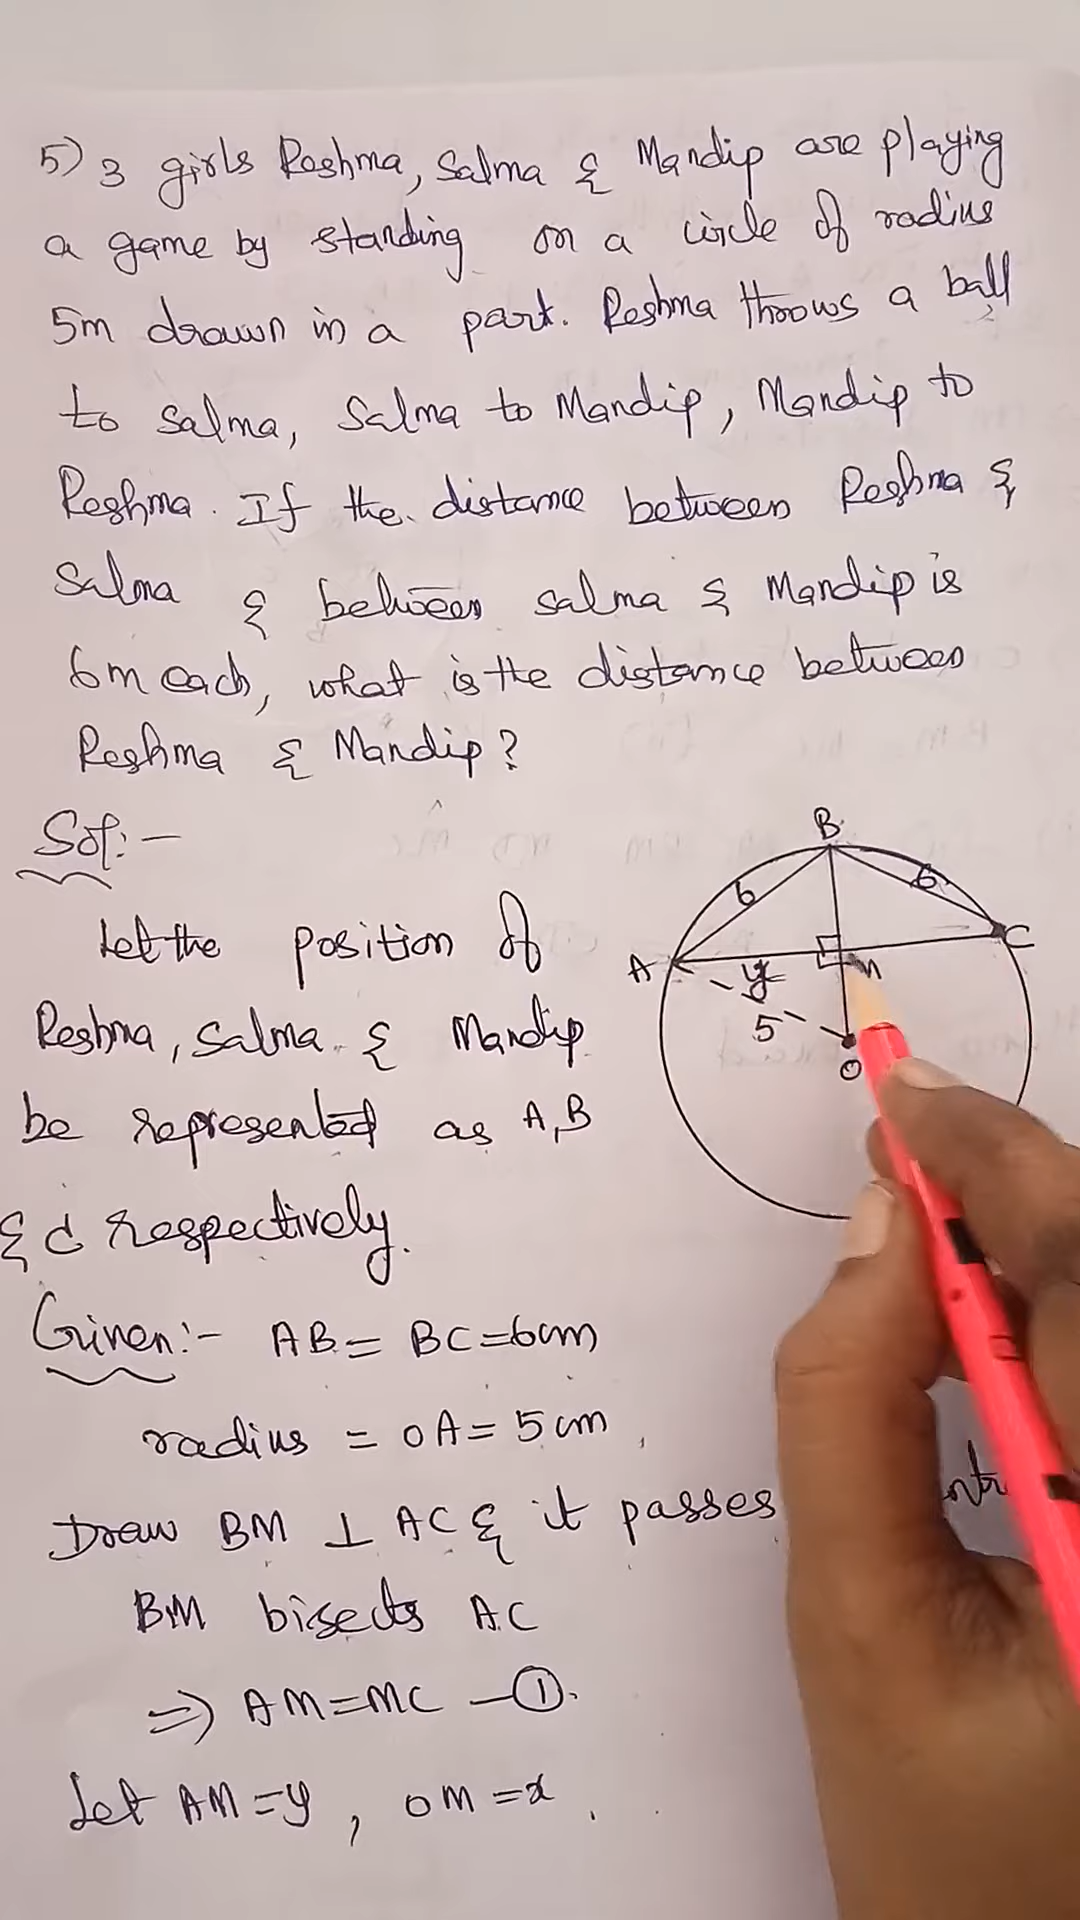 5) 3 girls Reshma, Salma & Mandip are playing
a game by standing on a circle of radius
5m drawn in a park. Reshma throws a ball
to Salma, Salma to Mandip, Mandip to
Reshma. If the distance between Reshma &
Salma & between Salma & Mandip is
6m each, what is the distance between
Reshma & Mandip?
Sol:-
B
6 6
Let the position of
A y M C
5
O
Reshma, Salma & Mandip
be represented as A, B
& C respectively.
Given:- AB = BC = 6cm
radius = OA = 5cm
Draw BM ⊥ AC & it passes
BM bisects AC
=> AM = MC —①.
Let AM = y, OM = x